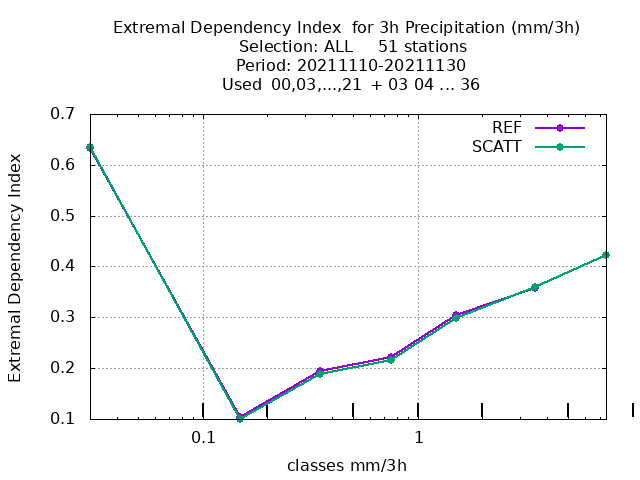 Extremal Dependency Index  for 3h Precipitation (mm/3h)
Selection: ALL     51 stations
Period: 20211110-20211130
Used  00,03,...,21  + 03 04 ... 36
REF
SCATT
0.7
0.6
0.5
0.4
0.3
0.2
0.1
Extremal Dependency Index
0.1
1
classes mm/3h